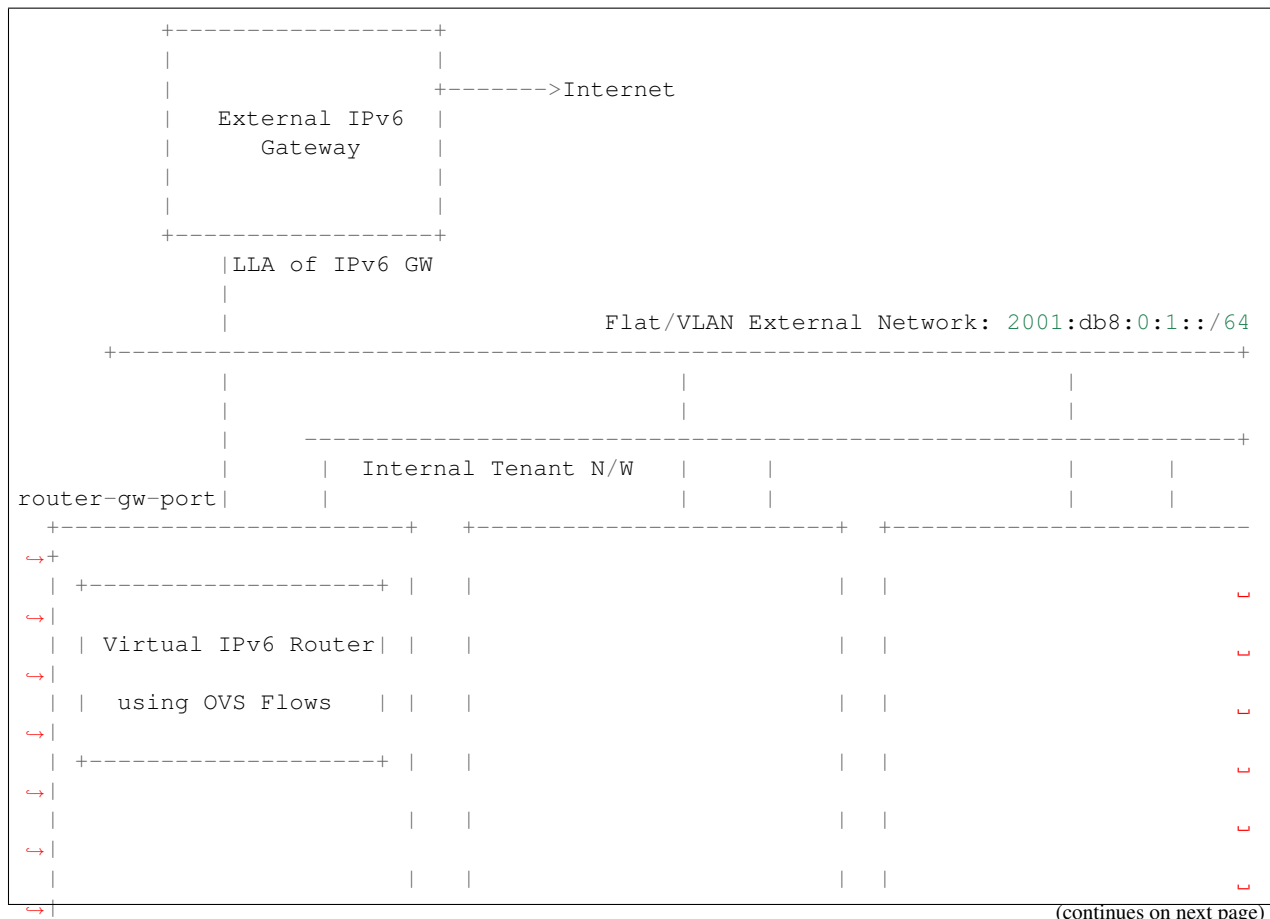 +------------------+
|                  |
|                  +------->Internet
|   External IPv6  |
|      Gateway     |
|                  |
|                  |
+------------------+
|LLA of IPv6 GW
|
|                          Flat/VLAN External Network: 2001:db8:0:1::/64
+------------------------------------------------------------------------------+
|                                |                          |
|                                |                          |
|     -----------------------------------------------------------------+
|      |  Internal Tenant N/W   |     |                    |      |
router-gw-port|      |                        |     |                    |      |
+------------------------+   +-------------------------+  +-------------------------
↪+
| +--------------------+ |   |                         |  |                        ␣
↪|
| | Virtual IPv6 Router| |   |                         |  |                        ␣
↪|
| |  using OVS Flows   | |   |                         |  |                        ␣
↪|
| +--------------------+ |   |                         |  |                        ␣
↪|
|                        |   |                         |  |                        ␣
↪|
|                        |   |                         |  |                        ␣
↪|
(continues on next page)